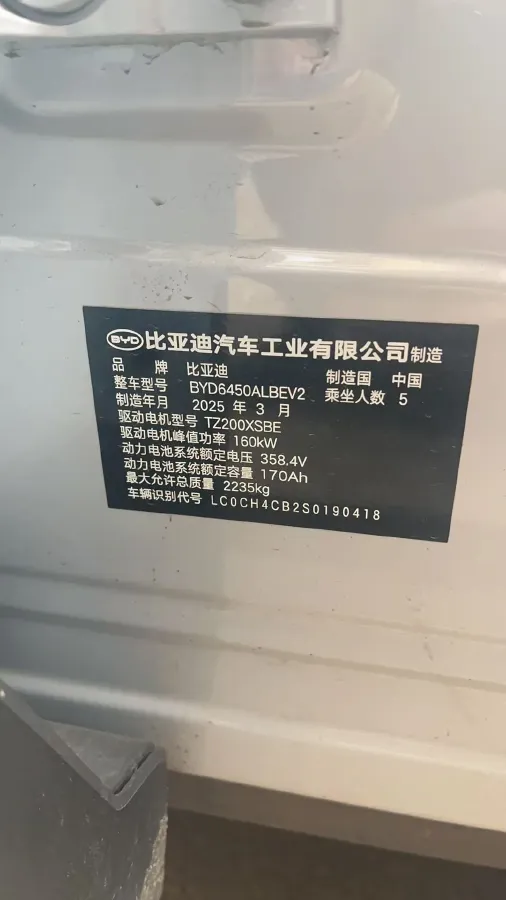 BYD 比亚迪汽车工业有限公司制造
品 牌 比亚迪 制造国 中国
整车型号 BYD6450ALBEV2 乘坐人数 5
制造年月 2025 年 3 月
驱动电机型号 TZ200XSBE
驱动电机峰值功率 160kW
动力电池系统额定电压 358.4V
动力电池系统额定容量 170Ah
最大允许总质量 2235kg
车辆识别代号 LC0CH4CB2S0190418